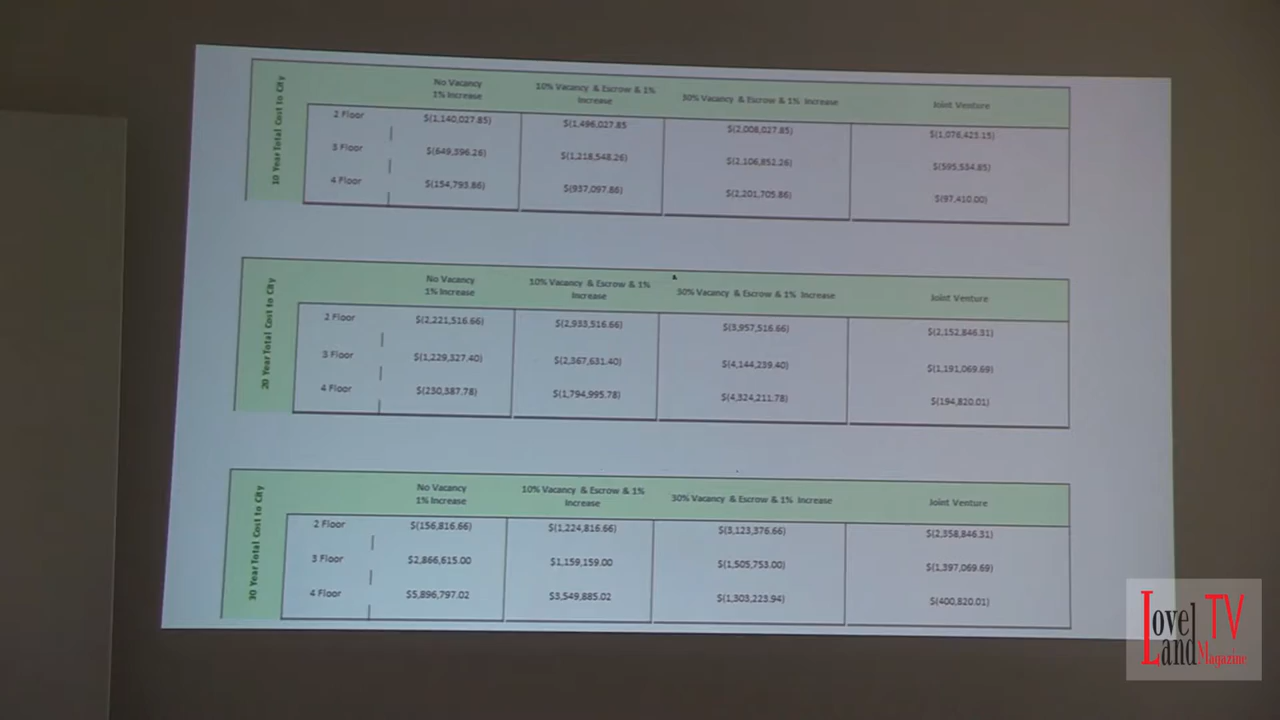 10 Year Total Cost to City
No Vacancy 1% Increase
10% Vacancy & Escrow & 1% Increase
30% Vacancy & Escrow & 1% Increase
Joint Venture
2 Floor $(1,140,027.85) $(1,496,027.85 $(2,008,027.85) $(1,076,423.15)
3 Floor $(649,396.26) $(1,218,548.26) $(2,106,852.26) $(595,534.85)
4 Floor $(154,793.86) $(937,097.86) $(2,201,705.86) $(97,410.00)
20 Year Total Cost to City
No Vacancy 1% Increase
10% Vacancy & Escrow & 1% Increase
30% Vacancy & Escrow & 1% Increase
Joint Venture
2 Floor $(2,221,516.66) $(2,933,516.66) $(3,957,516.66) $(2,152,846.31)
3 Floor $(1,229,327.40) $(2,367,631.40) $(4,144,239.40) $(1,191,069.69)
4 Floor $(230,387.78) $(1,794,995.78) $(4,324,211.78) $(194,820.01)
30 Year Total Cost to City
No Vacancy 1% Increase
10% Vacancy & Escrow & 1% Increase
30% Vacancy & Escrow & 1% Increase
Joint Venture
2 Floor $(156,816.66) $(1,224,816.66) $(3,123,376.66) $(2,358,846.31)
3 Floor $2,866,615.00 $1,159,159.00 $(1,505,753.00) $(1,397,069.69)
4 Floor $5,896,797.02 $3,549,885.02 $(1,303,223.94) $(400,820.01)
Love Land TV Magazine